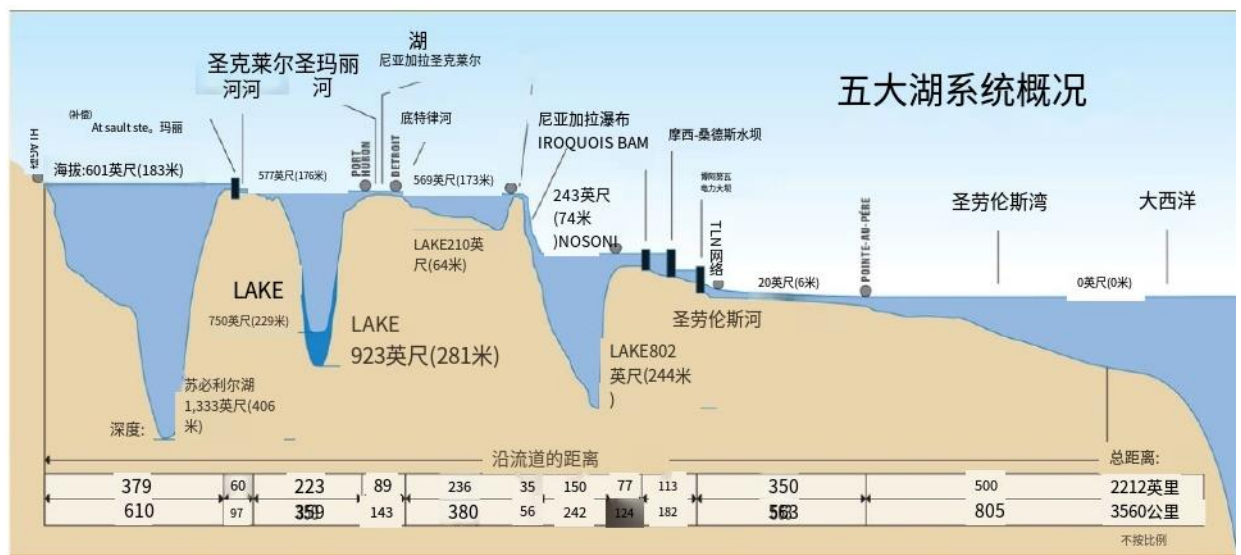 五大湖系统概况
湖
尼亚加拉圣克莱尔
圣克莱尔圣玛丽
河河
河
(补偿)
At sault ste。玛丽
底特律河
尼亚加拉瀑布
IROQUOIS BAM
摩西-桑德斯水坝
电力大坝
海拔:601英尺(183米)
577英尺(176米)
PORT
HURON
DETROIT
569英尺(173米)
243英尺
(74米
)NOSONI
TLN网络
POINTE-AU-PÈRE
圣劳伦斯湾
大西洋
20英尺(6米)
0英尺(0米)
LAKE210英
尺(64米)
LAKE
750英尺(229米)
LAKE
923英尺(281米)
圣劳伦斯河
LAKE802
英尺(244米
)
苏必利尔湖
1,333英尺(406
米)
深度:
沿流道的距离
总距离:
379 60 223 89 236 35 150 77 113 350 500 2212英里
610 97 143 380 56 242 124 182 805 3560公里
不按比例